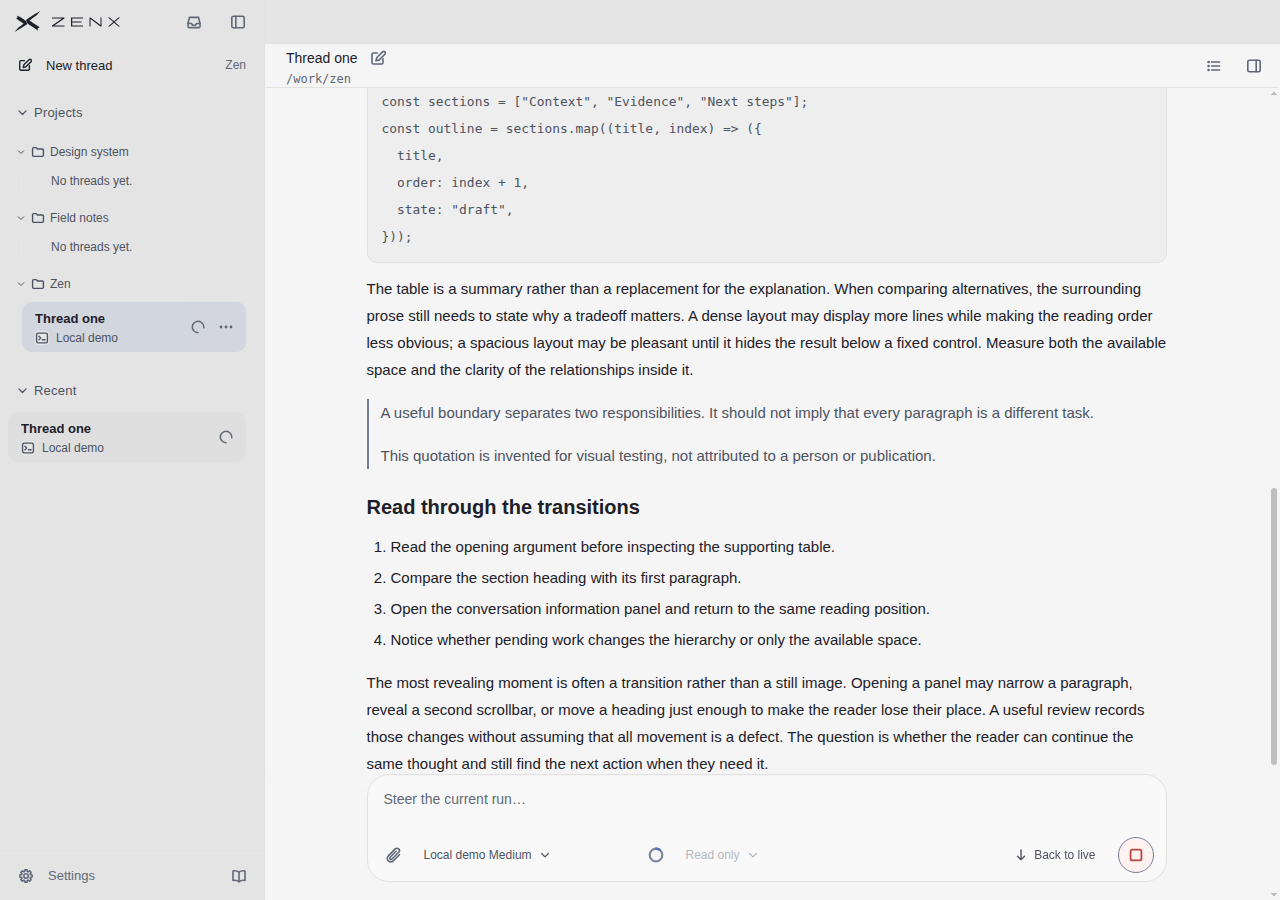 ZENX
New thread
Zen
Projects
Design system
No threads yet.
Field notes
No threads yet.
Zen
Thread one
Local demo
Recent
Thread one
Local demo
Settings
Thread one
/work/zen
const sections = ["Context", "Evidence", "Next steps"];
const outline = sections.map((title, index) => ({
  title,
  order: index + 1,
  state: "draft",
}));
The table is a summary rather than a replacement for the explanation. When comparing alternatives, the surrounding
prose still needs to state why a tradeoff matters. A dense layout may display more lines while making the reading order
less obvious; a spacious layout may be pleasant until it hides the result below a fixed control. Measure both the available
space and the clarity of the relationships inside it.
A useful boundary separates two responsibilities. It should not imply that every paragraph is a different task.
This quotation is invented for visual testing, not attributed to a person or publication.
Read through the transitions
1. Read the opening argument before inspecting the supporting table.
2. Compare the section heading with its first paragraph.
3. Open the conversation information panel and return to the same reading position.
4. Notice whether pending work changes the hierarchy or only the available space.
The most revealing moment is often a transition rather than a still image. Opening a panel may narrow a paragraph,
reveal a second scrollbar, or move a heading just enough to make the reader lose their place. A useful review records
those changes without assuming that all movement is a defect. The question is whether the reader can continue the
same thought and still find the next action when they need it.
Steer the current run…
Local demo Medium
Read only
Back to live